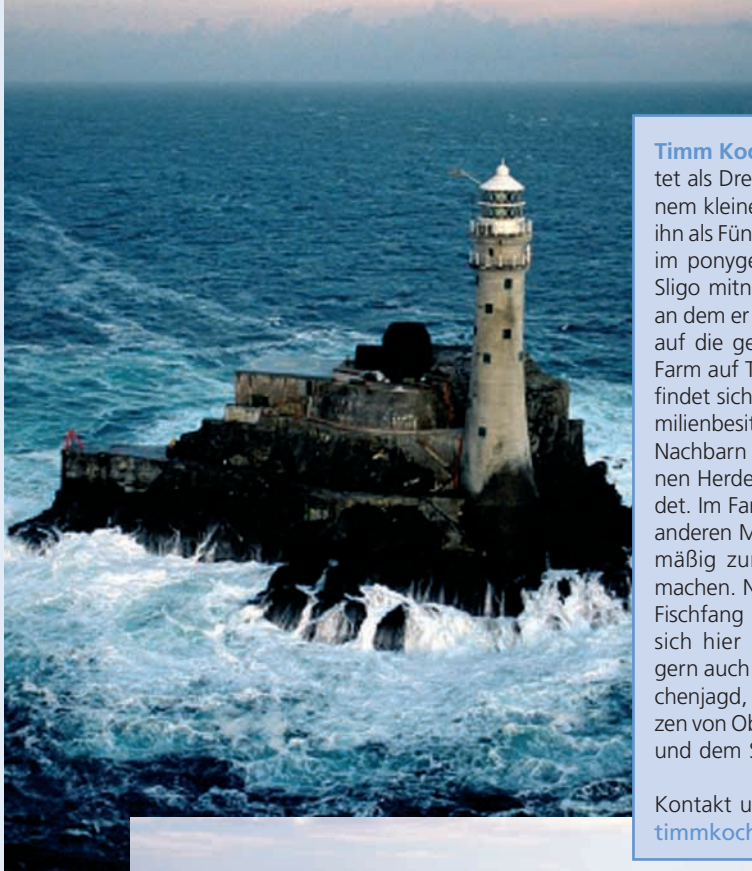 Timm Koc
tet als Dre
nem kleine
ihn als Fün
im ponyge
Sligo mitn
an dem er
auf die ge
Farm auf T
findet sich
milienbesit
Nachbarn
nen Herde
det. Im Far
anderen M
mäßig zur
machen. N
Fischfang
sich hier
gern auch
chenjagd,
zen von Ob
und dem S
Kontakt u
timmkoch